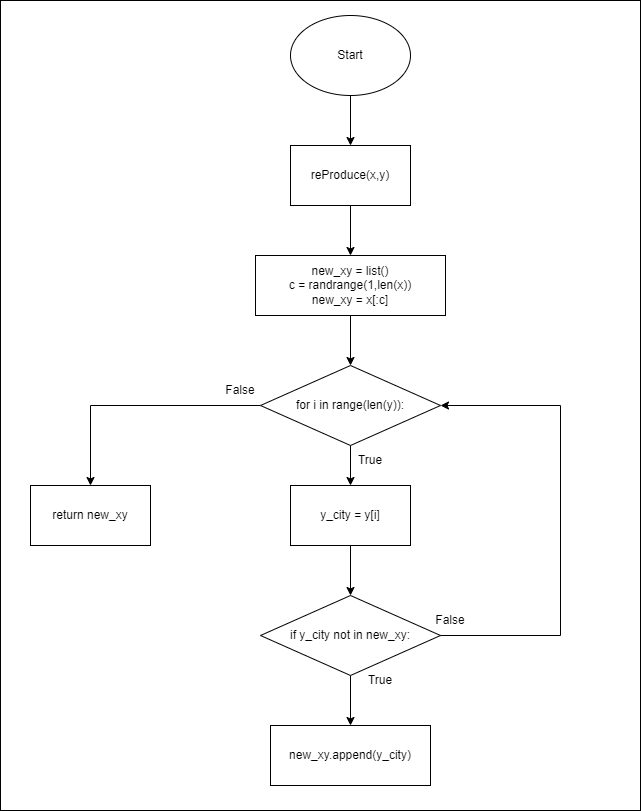 Start
reProduce(x,y)
new_xy = list()
c = randrange(1,len(x))
new_xy = x[:c]
False
for i in range(len(y)):
True
return new_xy
y_city = y[i]
False
if y_city not in new_xy:
True
new_xy.append(y_city)